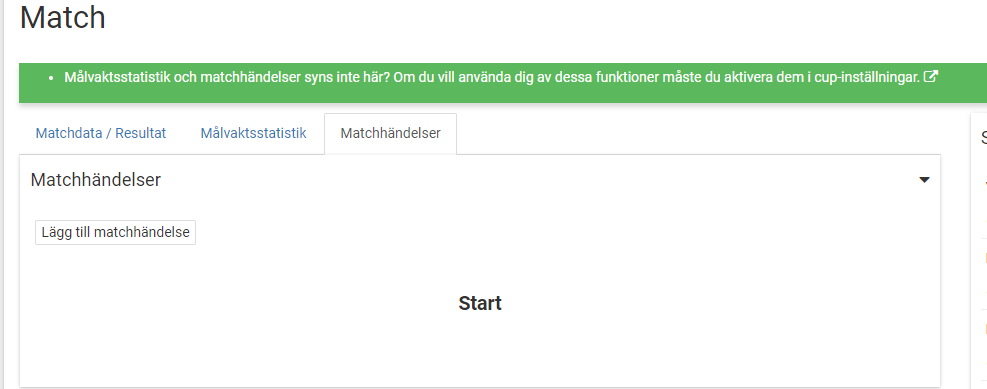 Match
Målvaktsstatistik och matchhändelser syns inte här? Om du vill använda dig av dessa funktioner måste du aktivera dem i cup-inställningar.
Matchdata / Resultat
Målvaktsstatistik
Matchhändelser
Matchhändelser
Lägg till matchhändelse
Start